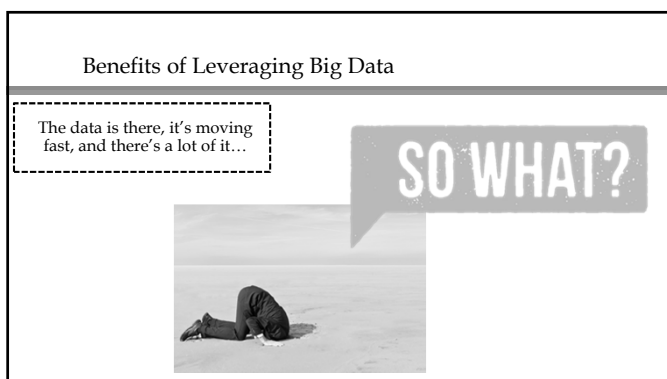 Benefits of Leveraging Big Data
The data is there, it's moving
fast, and there's a lot of it…
SO WHAT?